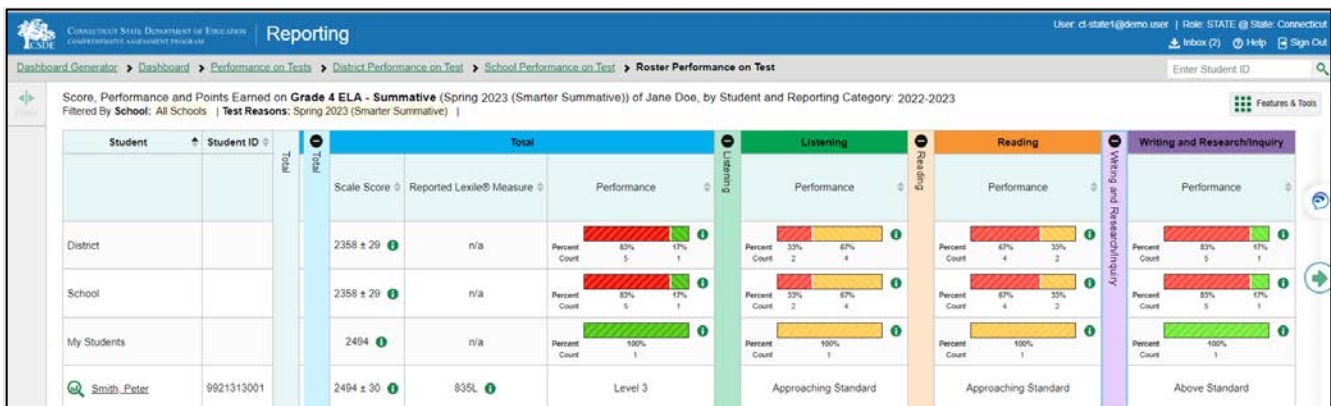 CONNECTICUT STATE DEPARTMENT OF EDUCATION
COMPREHENSIVE ASSESSMENT PROGRAM
CSDE
Reporting
User: ct-state1@demo.user | Role: STATE @ State: Connecticut
Inbox (2) Help Sign Out
Dashboard Generator > Dashboard > Performance on Tests > District Performance on Test > School Performance on Test > Roster Performance on Test
Enter Student ID
Score, Performance and Points Earned on Grade 4 ELA - Summative (Spring 2023 (Smarter Summative)) of Jane Doe, by Student and Reporting Category: 2022-2023
Filtered By School: All Schools | Test Reasons: Spring 2023 (Smarter Summative) |
Features & Tools
Student Student ID Total Total Total Listening Listening Reading Reading Writing and Research/Inquiry Writing and Research/Inquiry
Scale Score Reported Lexile® Measure Performance Performance Performance Performance
District 2358 ± 29 n/a
Percent 83% 17% Percent 33% 67% Percent 67% 33% Percent 83% 17%
Count 5 1 Count 2 4 Count 4 2 Count 5 1
School 2358 ± 29 n/a
Percent 83% 17% Percent 33% 67% Percent 67% 33% Percent 83% 17%
Count 5 1 Count 2 4 Count 4 2 Count 5 1
My Students 2494 n/a
Percent 100% Percent 100% Percent 100% Percent 100%
Count 1 Count 1 Count 1 Count 1
Smith, Peter 9921313001 2494 ± 30 835L Level 3 Approaching Standard Approaching Standard Above Standard